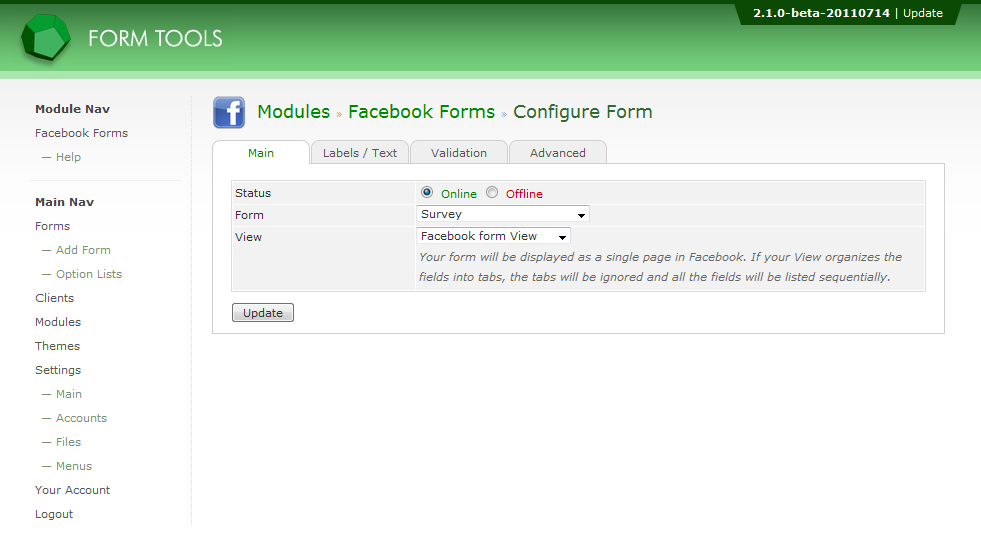 2.1.0-beta-20110714 | Update
FORM TOOLS
Module Nav
Facebook Forms
— Help
Main Nav
Forms
— Add Form
— Option Lists
Clients
Modules
Themes
Settings
— Main
— Accounts
— Files
— Menus
Your Account
Logout
f Modules » Facebook Forms » Configure Form
Main Labels / Text Validation Advanced
Status Online Offline
Form Survey
View Facebook form View
Your form will be displayed as a single page in Facebook. If your View organizes the
fields into tabs, the tabs will be ignored and all the fields will be listed sequentially.
Update